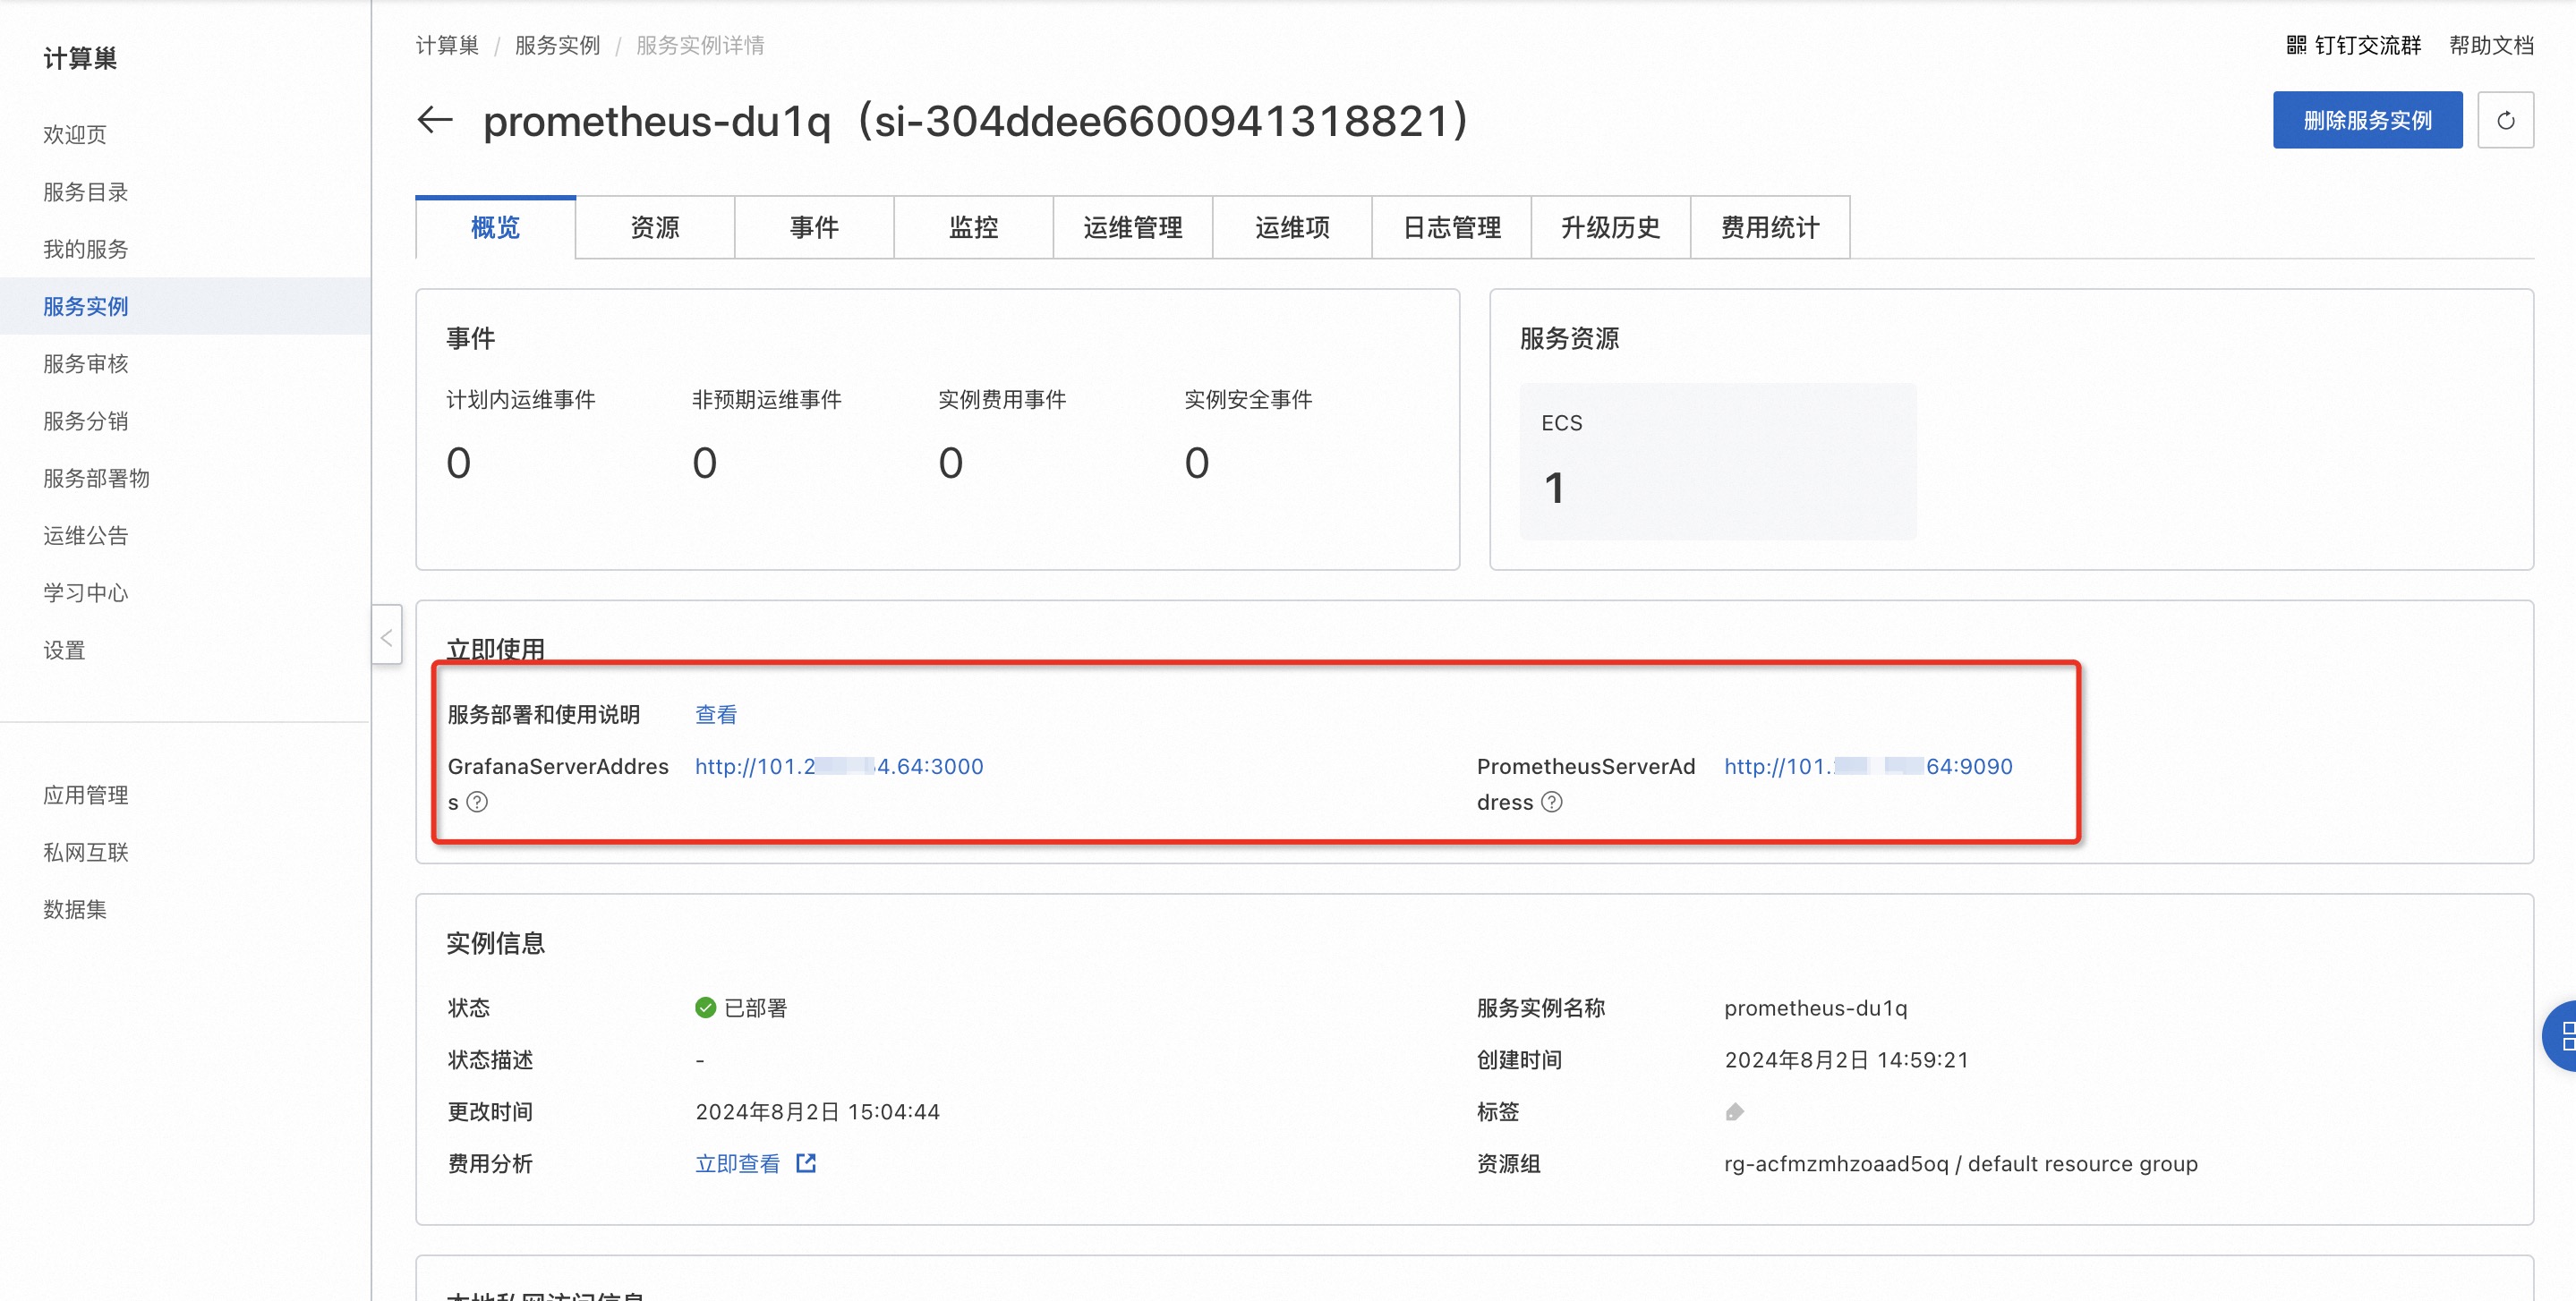 计算巢
欢迎页
服务目录
我的服务
服务实例
服务审核
服务分销
服务部署物
运维公告
学习中心
设置
应用管理
私网互联
数据集
计算巢 / 服务实例 / 服务实例详情
钉钉交流群 帮助文档
prometheus-du1q（si-304ddee6600941318821）
删除服务实例
概览 资源 事件 监控 运维管理 运维项 日志管理 升级历史 费用统计
事件
计划内运维事件 非预期运维事件 实例费用事件 实例安全事件
0 0 0 0
服务资源
ECS
1
立即使用
服务部署和使用说明 查看
GrafanaServerAddres
s
http://101.2 4.64:3000
PrometheusServerAd
dress
http://101. 64:9090
实例信息
状态 已部署 服务实例名称 prometheus-du1q
状态描述 - 创建时间 2024年8月2日 14:59:21
更改时间 2024年8月2日 15:04:44 标签
费用分析 立即查看 资源组 rg-acfmzmhzoaad5oq / default resource group